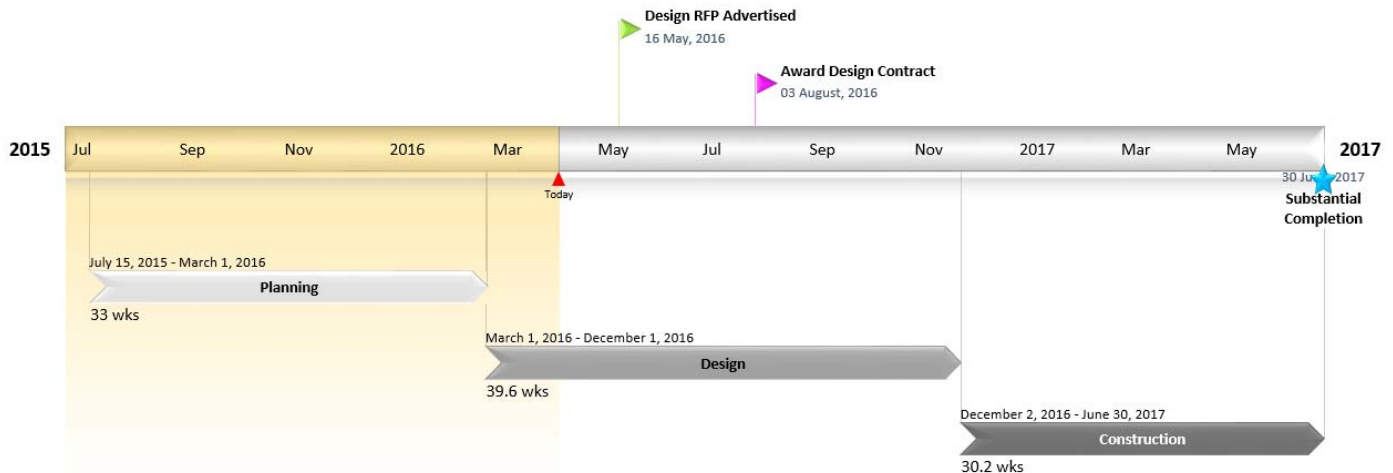 Design RFP Advertised
16 May, 2016
Award Design Contract
03 August, 2016
2015 Jul Sep Nov 2016 Mar May Jul Sep Nov 2017 Mar May 2017
Today
30 2017
Substantial
Completion
July 15, 2015 - March 1, 2016
Planning
33 wks
March 1, 2016 - December 1, 2016
Design
39.6 wks
December 2, 2016 - June 30, 2017
Construction
30.2 wks